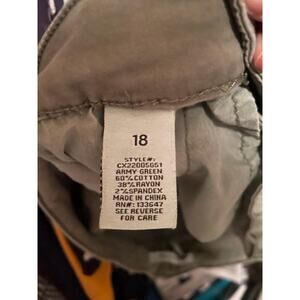 18
STYLE#:
CX22005G51
ARMY GREEN
60%COTTON
38%RAYON
2%SPANDEX
MADE IN CHINA
RN#: 133647
SEE REVERSE
FOR CARE